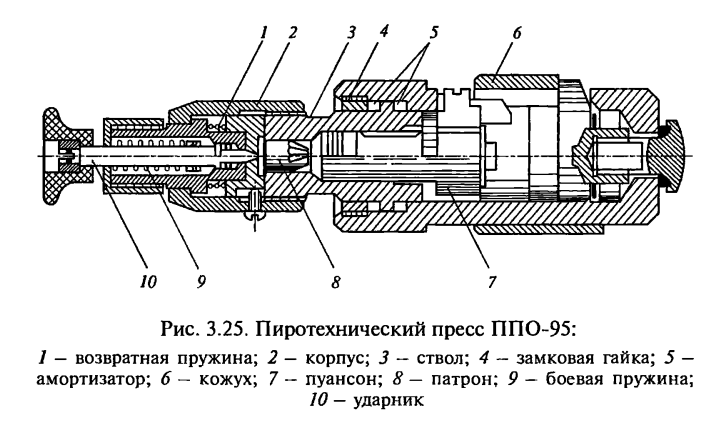 1 2 3 4 5 6
10 9 8 7
Рис. 3.25. Пиротехнический пресс ППО-95:
1 – возвратная пружина; 2 – корпус; 3 – ствол; 4 – замковая гайка; 5 –
амортизатор; 6 – кожух; 7 – пуансон; 8 – патрон; 9 – боевая пружина;
10 – ударник